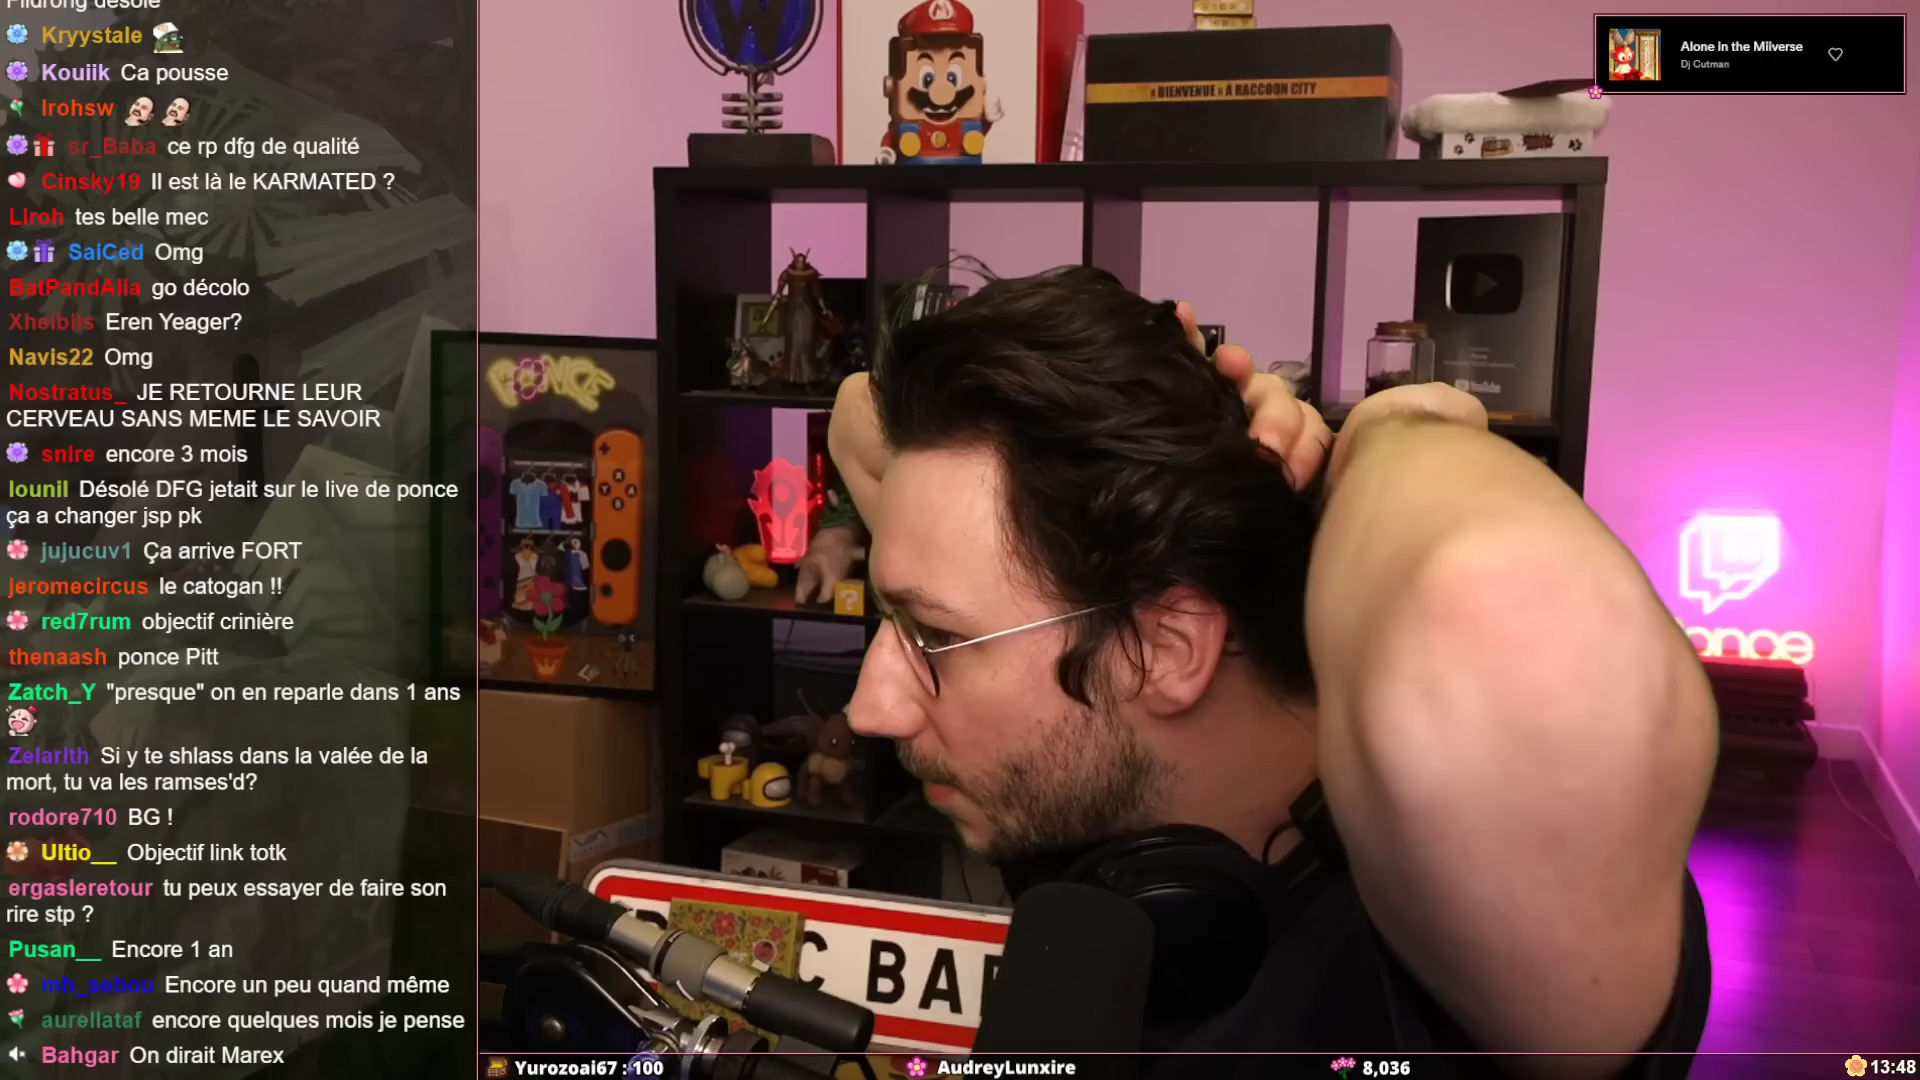 Kryystale
Kouiik Ca pousse
Irohsw
sr_Baba ce rp dfg de qualité
Cinsky19 Il est là le KARMATED ?
LIroh tes belle mec
SaiCed Omg
BatPandAlia go décolo
Xheibiis Eren Yeager?
Navis22 Omg
Nostratus_ JE RETOURNE LEUR
CERVEAU SANS MEME LE SAVOIR
snire encore 3 mois
lounil Désolé DFG jetait sur le live de ponce
ça a changer jsp pk
jujucuv1 Ça arrive FORT
jeromecircus le catogan !!
red7rum objectif crinière
thenaash ponce Pitt
Zatch_Y "presque" on en reparle dans 1 ans
Zelarith Si y te shlass dans la valée de la
mort, tu va les ramses'd?
rodore710 BG !
Ultio__ Objectif link totk
ergasleretour tu peux essayer de faire son
rire stp ?
Pusan__ Encore 1 an
mh_sebou Encore un peu quand même
aurellataf encore quelques mois je pense
Bahgar On dirait Marex
« BIENVENUE » À RACCOON CITY
PONCE
YouTube
ponce
C BA
Alone in the Miiverse
Dj Cutman
Yurozoai67 : 100
AudreyLunxire
8,036
13:48